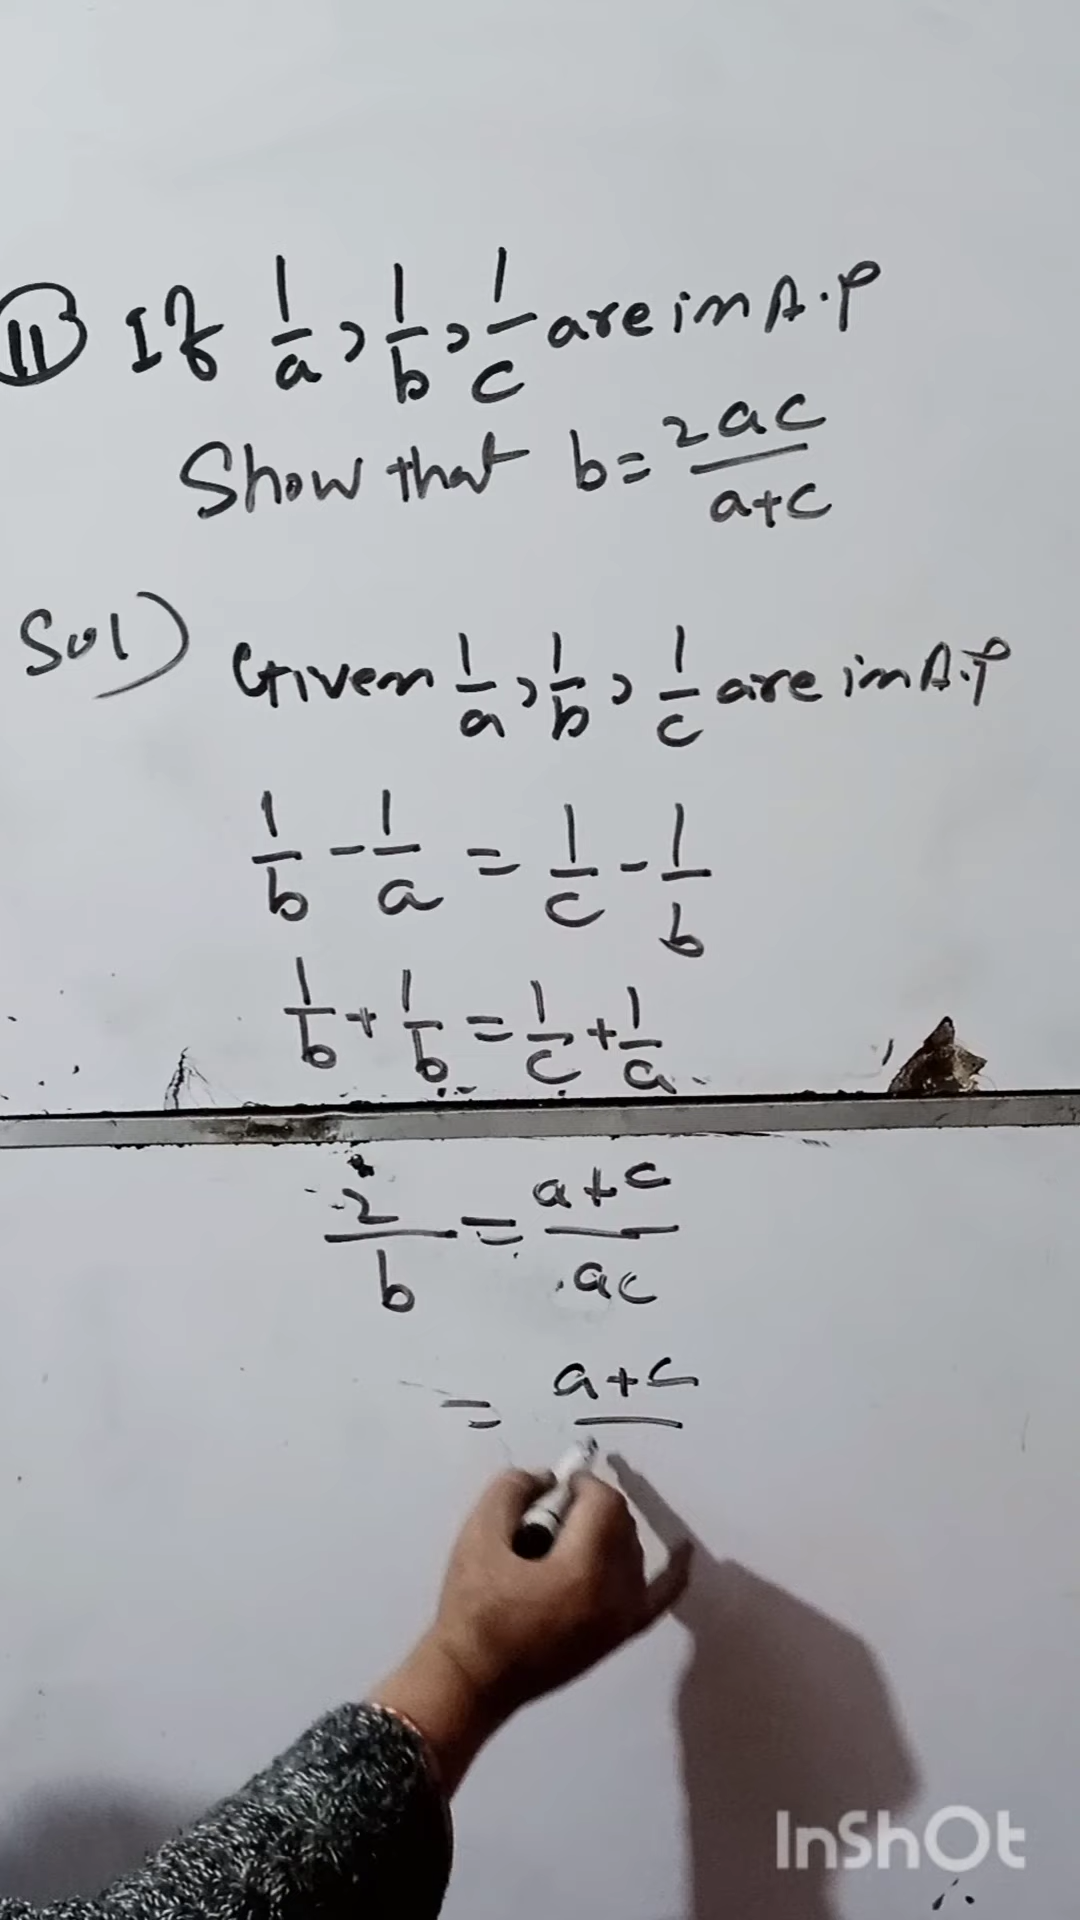 11 If 1/a, 1/b, 1/c are in A.P
Show that b = 2ac/a+c
Sol) Given 1/a, 1/b, 1/c are in A.P
1/b - 1/a = 1/c - 1/b
1/b + 1/b = 1/c + 1/a
2/b = a+c/ac
= a+c
InShOt